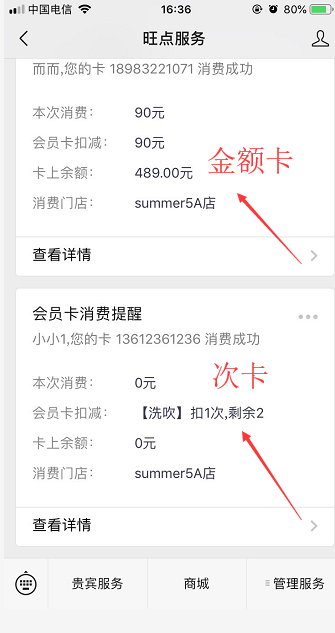 中国电信 16:36 80%
旺点服务
而而,您的卡 18983221071 消费成功
本次消费: 90元
会员卡扣减: 90元
卡上余额: 489.00元
金额卡
消费门店: summer5A店
查看详情
会员卡消费提醒
小小1,您的卡 13612361236 消费成功
本次消费: 0元
次卡
会员卡扣减: 【洗吹】扣1次,剩余2
卡上余额: 0元
消费门店: summer5A店
查看详情
贵宾服务 商城 管理服务